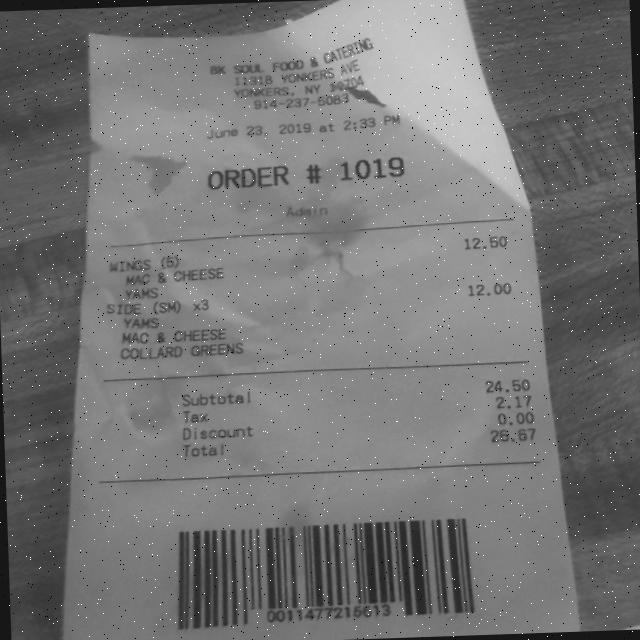 BK SOUL FOOD & CATERING
11318 YONKERS AVE
YONKERS, NY
914-237-5083
June 23, 2019 at 2:33 PM
ORDER # 1019
Admin
WINGS (5) 12.50
MAC & CHEESE
YAMS
SIDE (SM) x3 12.00
YAMS
MAC & CHEESE
COLLARD GREENS
Subtotal 24.50
Tax 2.17
Discount 0.00
Total 26.67
0011477216613